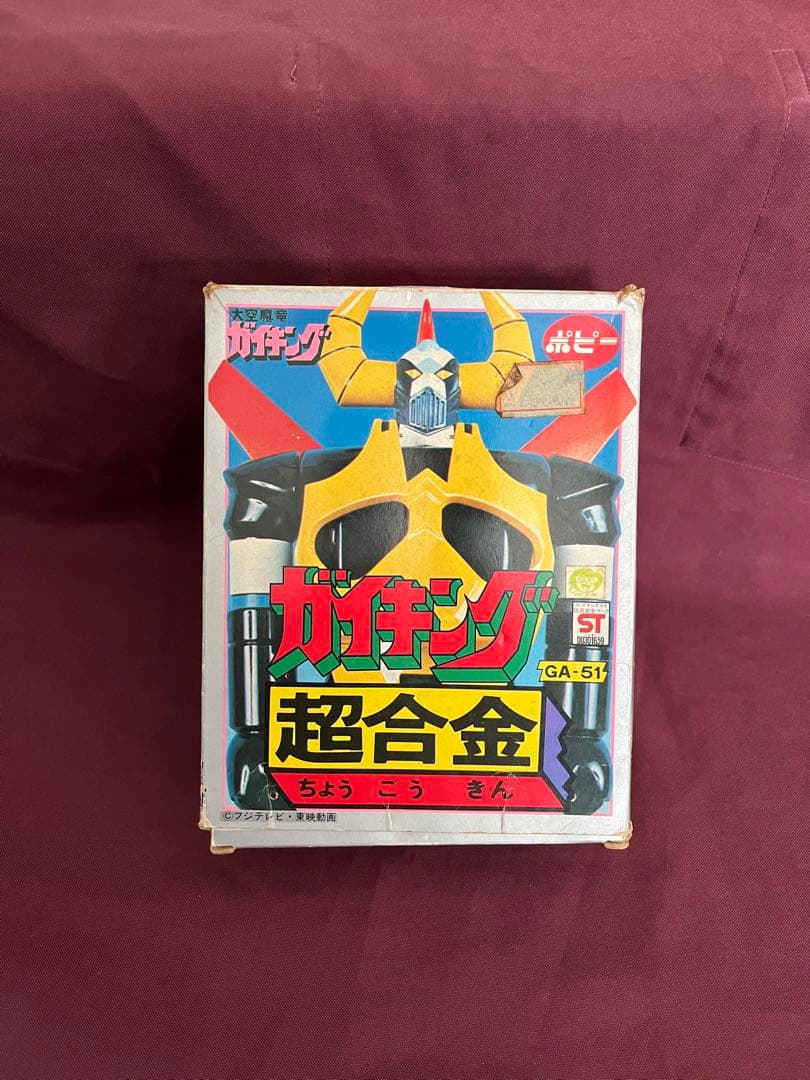 大空魔竜
ガイキング
ポピー
ガイキング
ST
D0301659
GA-51
超合金
ちょう ごう きん
©フジテレビ・東映動画